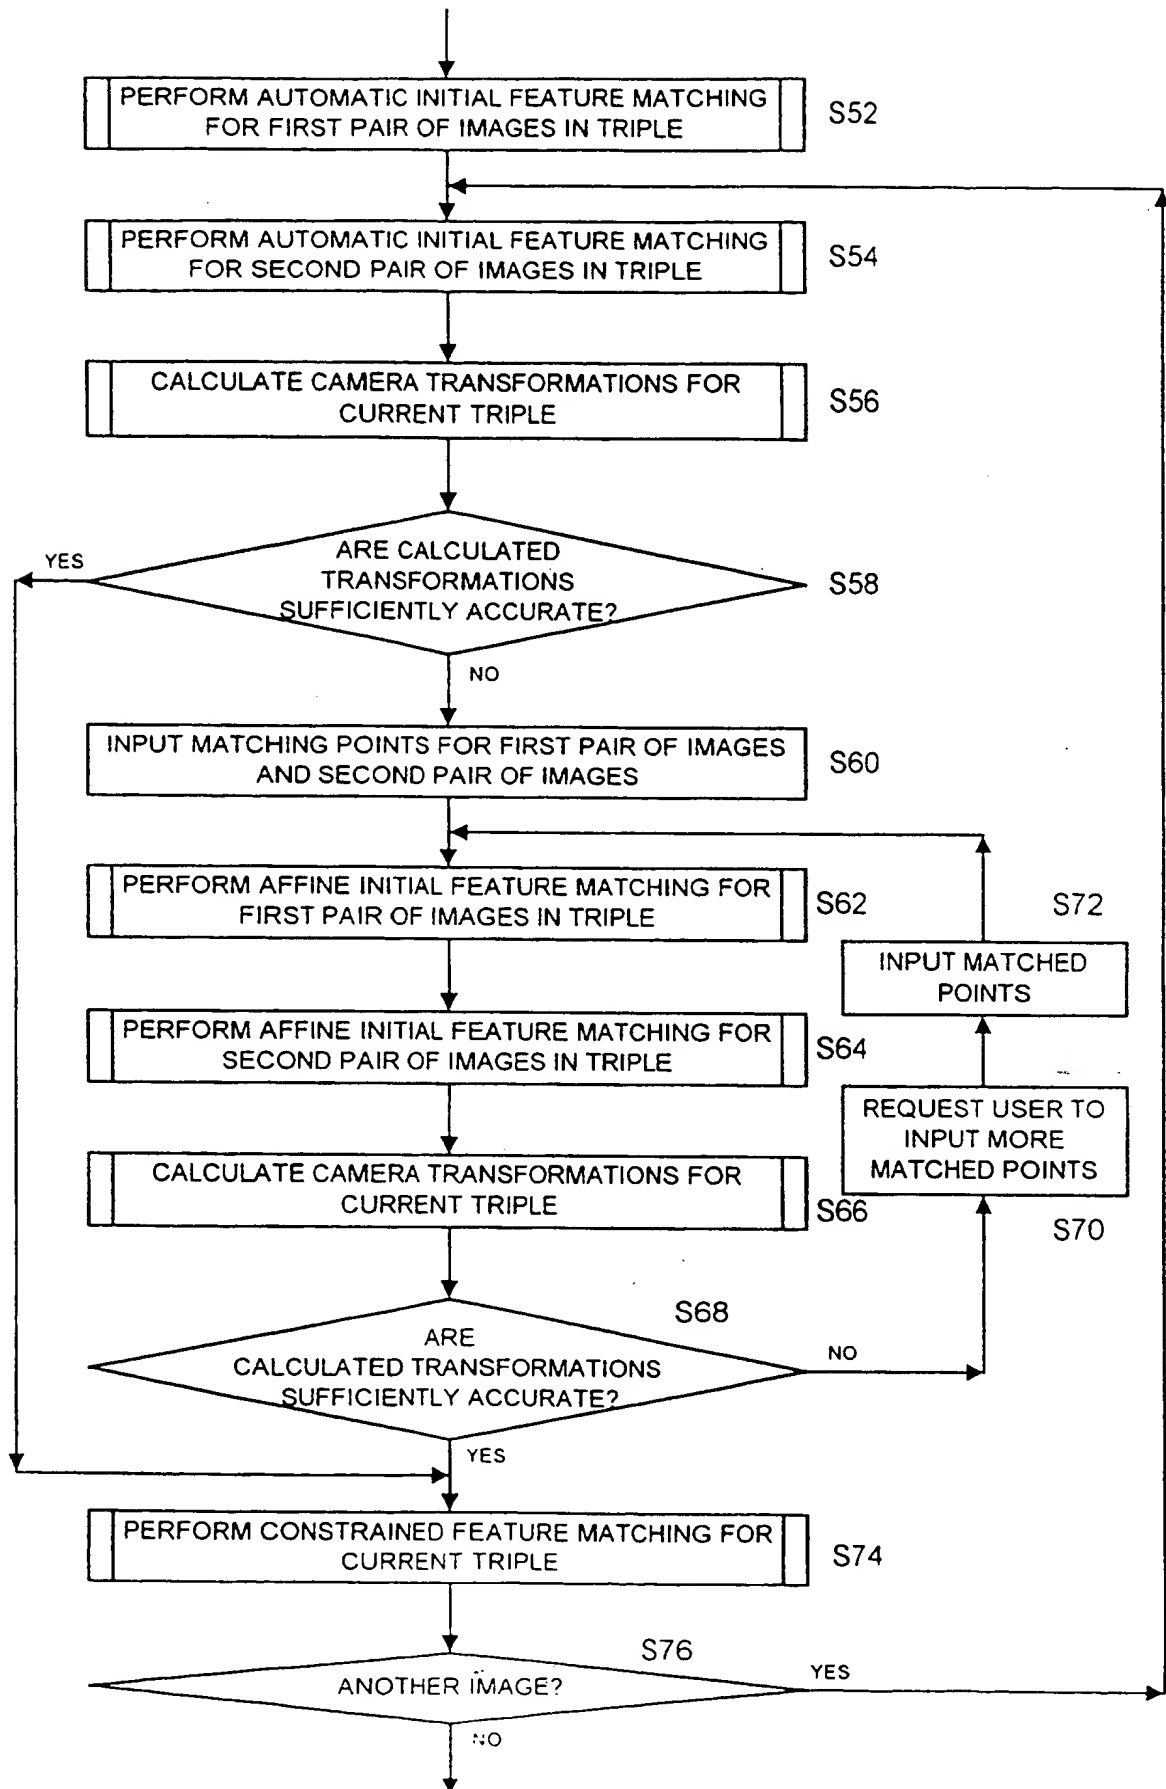 PERFORM AUTOMATIC INITIAL FEATURE MATCHING
FOR FIRST PAIR OF IMAGES IN TRIPLE
S52
PERFORM AUTOMATIC INITIAL FEATURE MATCHING
FOR SECOND PAIR OF IMAGES IN TRIPLE
S54
CALCULATE CAMERA TRANSFORMATIONS FOR
CURRENT TRIPLE
S56
YES
ARE CALCULATED
TRANSFORMATIONS
SUFFICIENTLY ACCURATE?
S58
NO
INPUT MATCHING POINTS FOR FIRST PAIR OF IMAGES
AND SECOND PAIR OF IMAGES
S60
PERFORM AFFINE INITIAL FEATURE MATCHING FOR
FIRST PAIR OF IMAGES IN TRIPLE
S62
S72
INPUT MATCHED
POINTS
PERFORM AFFINE INITIAL FEATURE MATCHING FOR
SECOND PAIR OF IMAGES IN TRIPLE
S64
REQUEST USER TO
INPUT MORE
MATCHED POINTS
S70
CALCULATE CAMERA TRANSFORMATIONS FOR
CURRENT TRIPLE
S66
S68
ARE
CALCULATED TRANSFORMATIONS
SUFFICIENTLY ACCURATE?
NO
YES
PERFORM CONSTRAINED FEATURE MATCHING FOR
CURRENT TRIPLE
S74
S76
ANOTHER IMAGE?
YES
NO